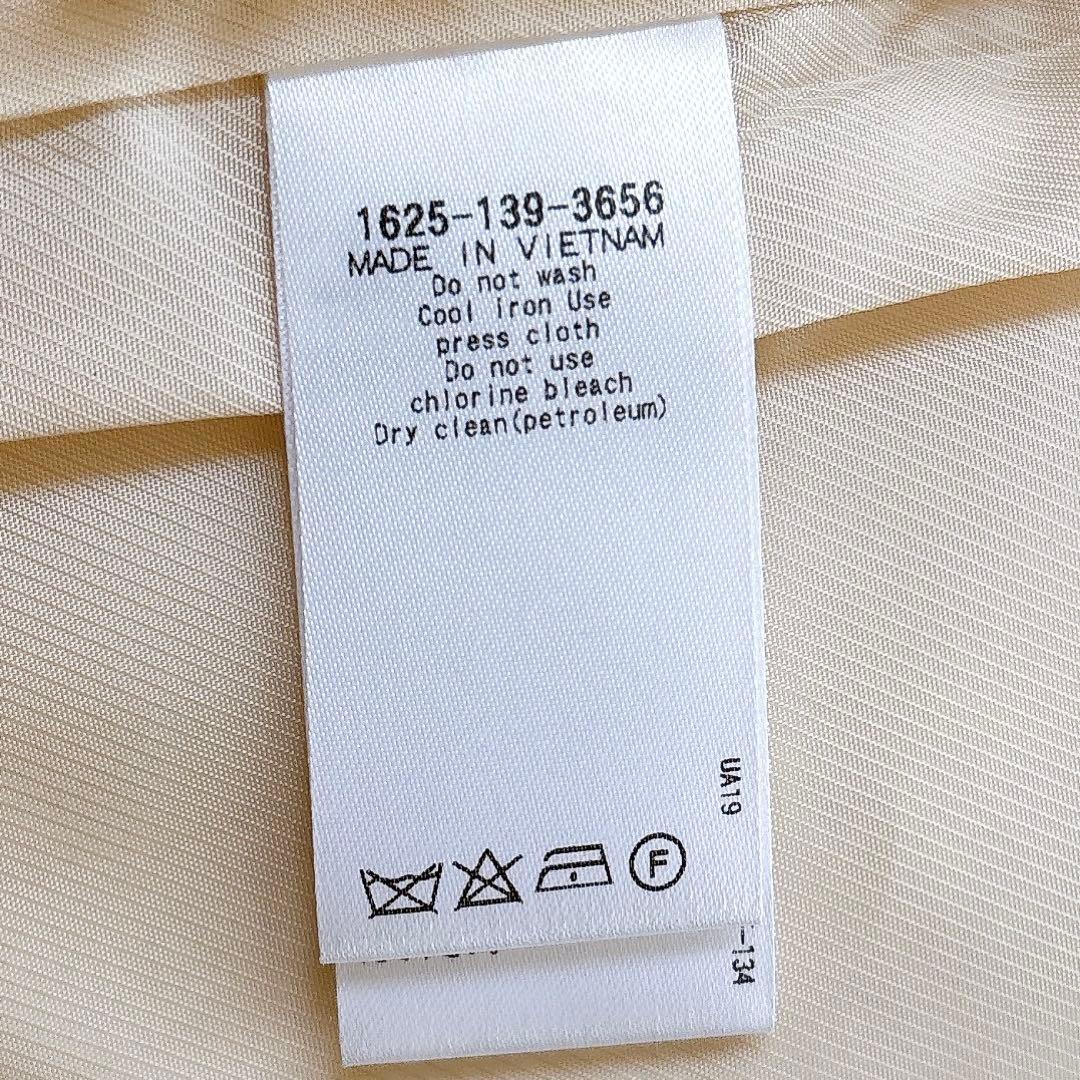 1625-139-3656
MADE IN VIETNAM
Do not wash
Cool iron Use
press cloth
Do not use
chlorine bleach
Dry clean(petroleum)
UA19
F
-134